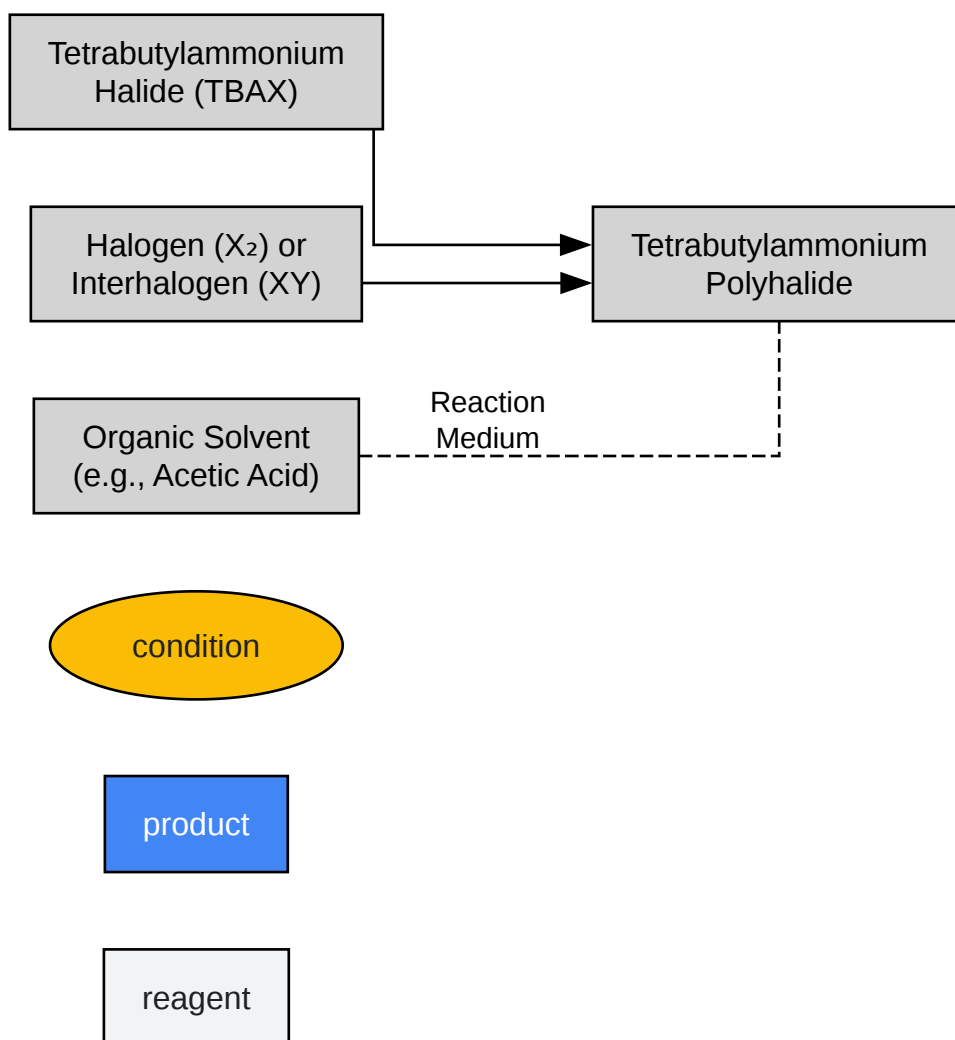 Tetrabutylammonium
Halide (TBAX)
Halogen (X₂) or
Interhalogen (XY)
Tetrabutylammonium
Polyhalide
Reaction
Medium
Organic Solvent
(e.g., Acetic Acid)
condition
product
reagent